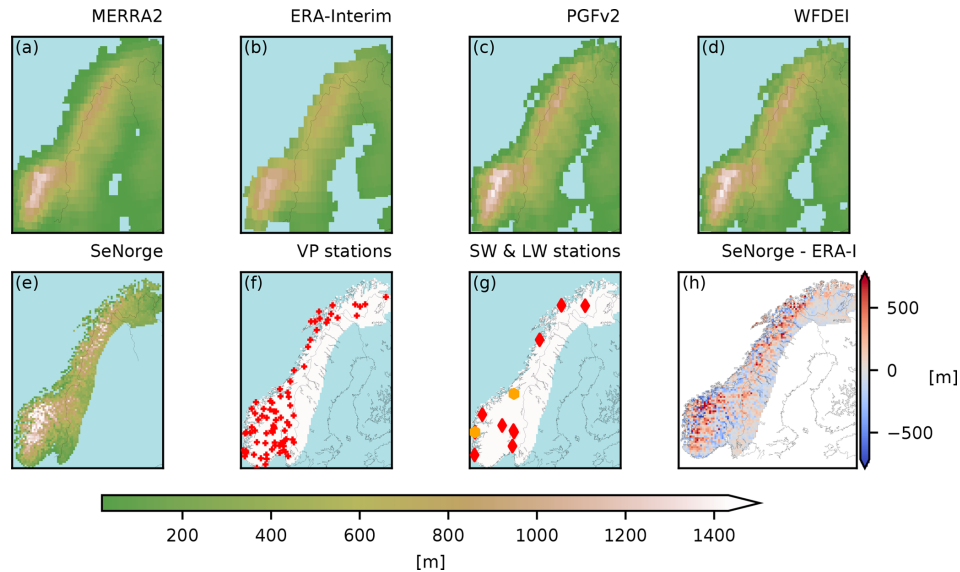 MERRA2 ERA-Interim PGFv2 WFDEI
(a) (b) (c) (d)
SeNorge VP stations SW & LW stations SeNorge - ERA-I
(e) (f) (g) (h)
500
0
[m]
−500
200 400 600 800 1000 1200 1400
[m]